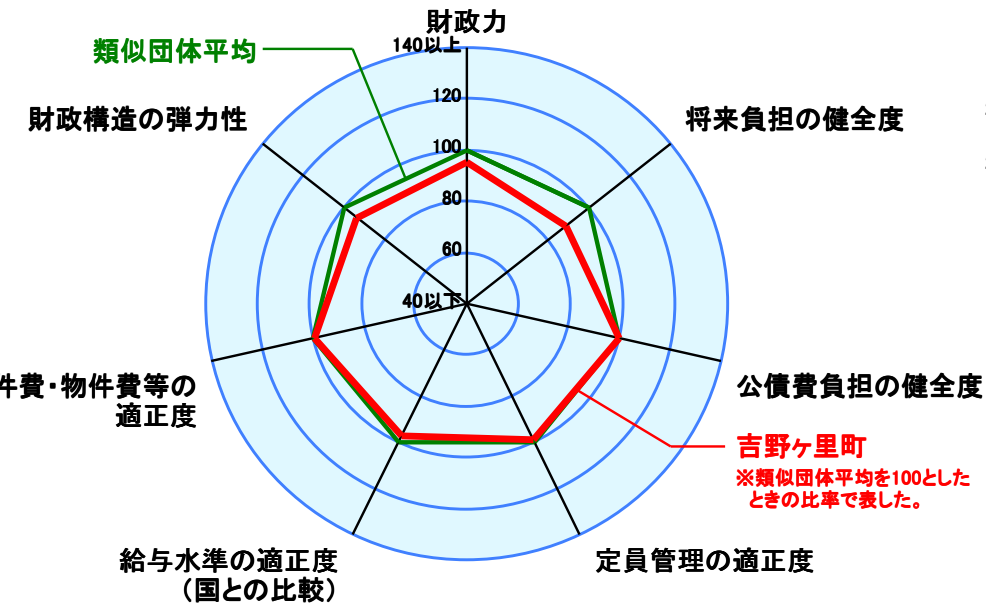 財政力
類似団体平均
140以上
120
100
80
60
40以下
財政構造の弾力性
将来負担の健全度
件費・物件費等の
適正度
公債費負担の健全度
吉野ヶ里町
※類似団体平均を100とした
ときの比率で表した。
給与水準の適正度
（国との比較）
定員管理の適正度